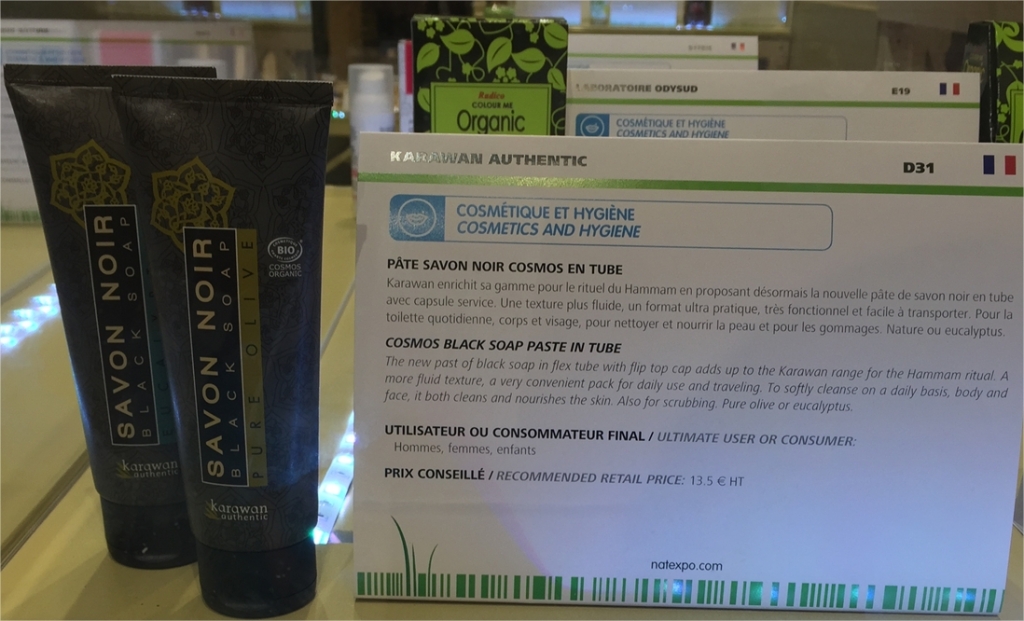 SAVON NOIR
BLACK SOAP
karawan
authentic
SAVON NOIR
BLACK SOAP
PURE OLIVE
BIO
COSMOS
ORGANIC
karawan
authentic
Radico
COLOUR ME
Organic
LABORATOIRE ODYSUD E19
COSMÉTIQUE ET HYGIÈNE
COSMETICS AND HYGIENE
KARAWAN AUTHENTIC D31
COSMÉTIQUE ET HYGIÈNE
COSMETICS AND HYGIENE
PÂTE SAVON NOIR COSMOS EN TUBE
Karawan enrichit sa gamme pour le rituel du Hammam en proposant désormais la nouvelle pâte de savon noir en tube
avec capsule service. Une texture plus fluide, un format ultra pratique, très fonctionnel et facile à transporter. Pour la
toilette quotidienne, corps et visage, pour nettoyer et nourrir la peau et pour les gommages. Nature ou eucalyptus.
COSMOS BLACK SOAP PASTE IN TUBE
The new past of black soap in flex tube with flip top cap adds up to the Karawan range for the Hammam ritual. A
more fluid texture, a very convenient pack for daily use and traveling. To softly cleanse on a daily basis, body and
face, it both cleans and nourishes the skin. Also for scrubbing. Pure olive or eucalyptus.
UTILISATEUR OU CONSOMMATEUR FINAL / ULTIMATE USER OR CONSUMER:
Hommes, femmes, enfants
PRIX CONSEILLÉ / RECOMMENDED RETAIL PRICE: 13.5 € HT
natexpo.com